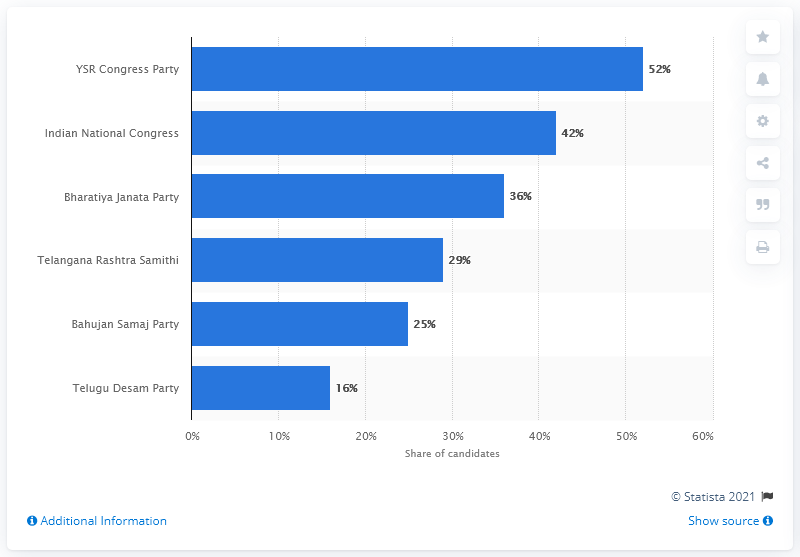 YSR Congress Party 52%
Indian National Congress 42%
Bharatiya Janata Party 36%
Telangana Rashtra Samithi 29%
Bahujan Samaj Party 25%
Telugu Desam Party 16%
0% 10% 20% 30% 40% 50% 60%
Share of candidates
© Statista 2021
Additional Information Show source